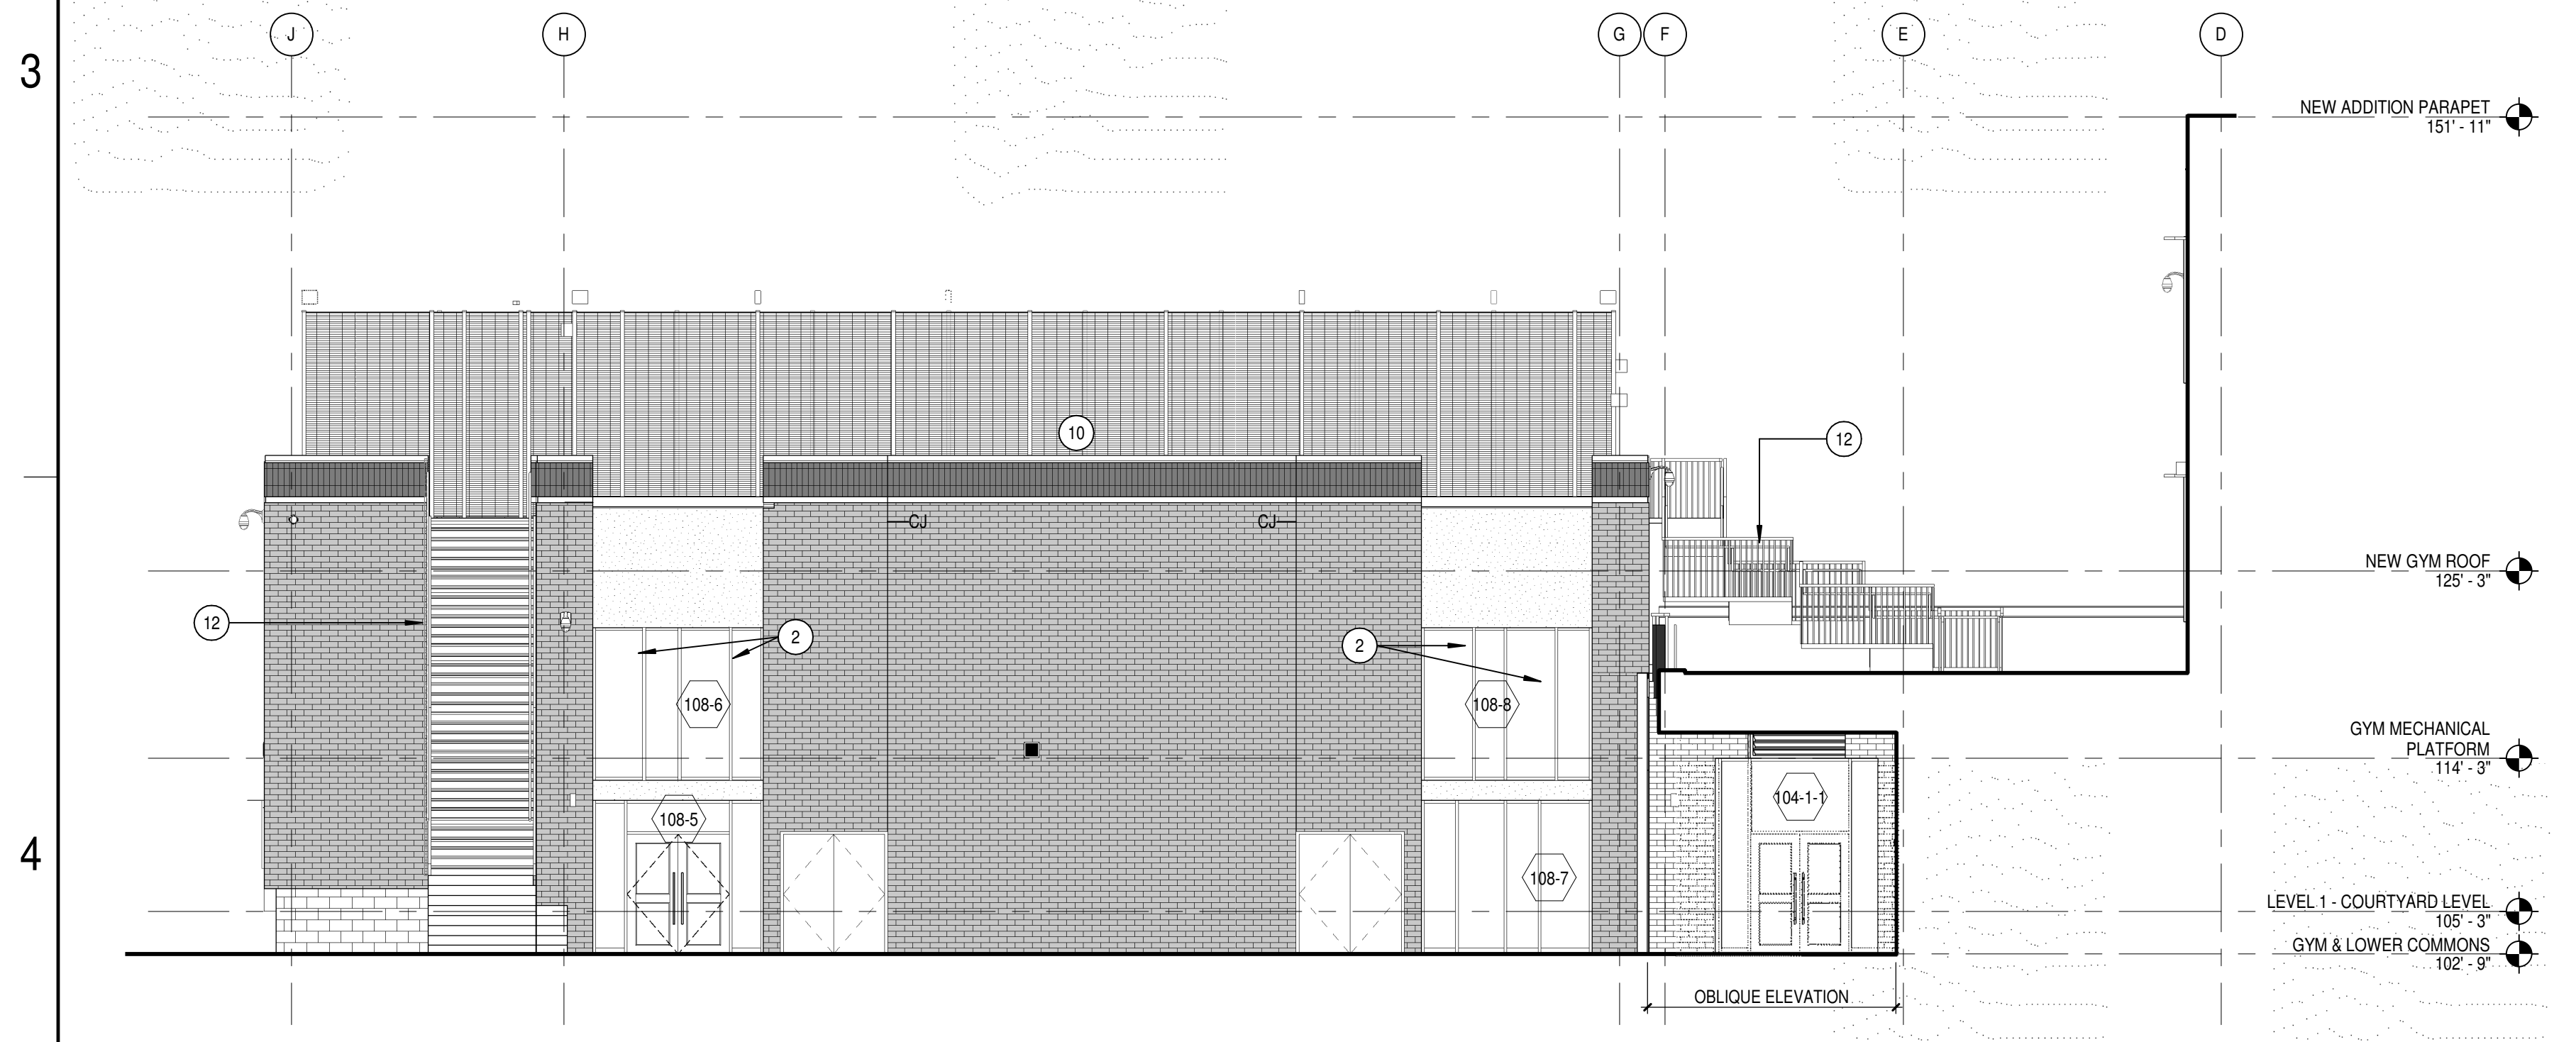 3
J
H
G
F
E
D
NEW ADDITION PARAPET
151' - 11"
10
12
CJ
CJ
NEW GYM ROOF
125' - 3"
12
2
2
108-6
108-8
GYM MECHANICAL
PLATFORM
114' - 3"
104-1-1
108-5
4
108-7
LEVEL 1 - COURTYARD LEVEL
105' - 3"
GYM & LOWER COMMONS
102' - 9"
OBLIQUE ELEVATION